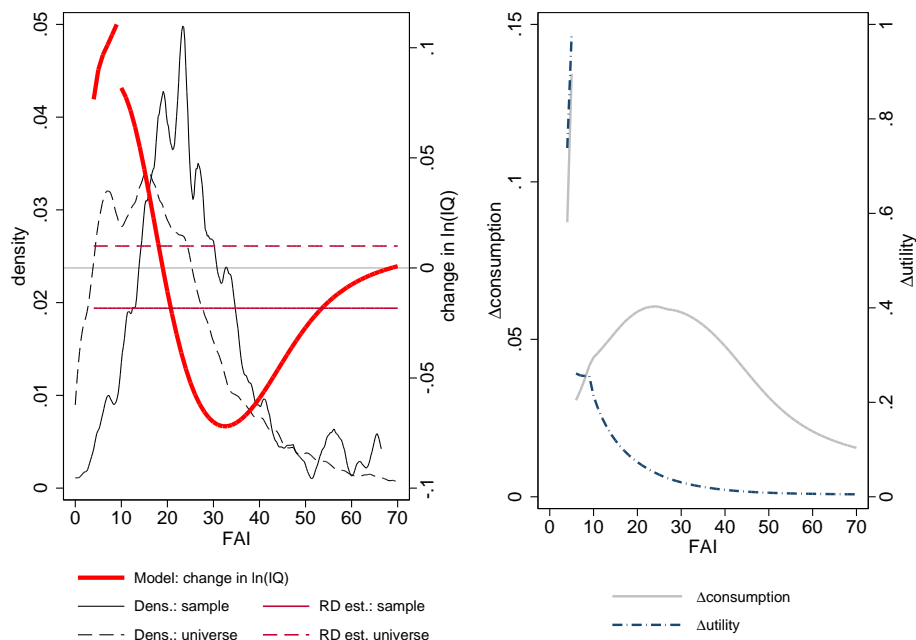 .05
.04
.03
.02
.01
0
density
.1
.05
0
-.05
-.1
change in ln(IQ)
0 10 20 30 40 50 60 70
FAI
Model: change in ln(IQ)
Dens.: sample RD est.: sample
Dens.: universe RD est. universe
.15
.1
.05
0
Δconsumption
1
.8
.6
.4
.2
0
Δutility
0 10 20 30 40 50 60 70
FAI
Δconsumption
Δutility